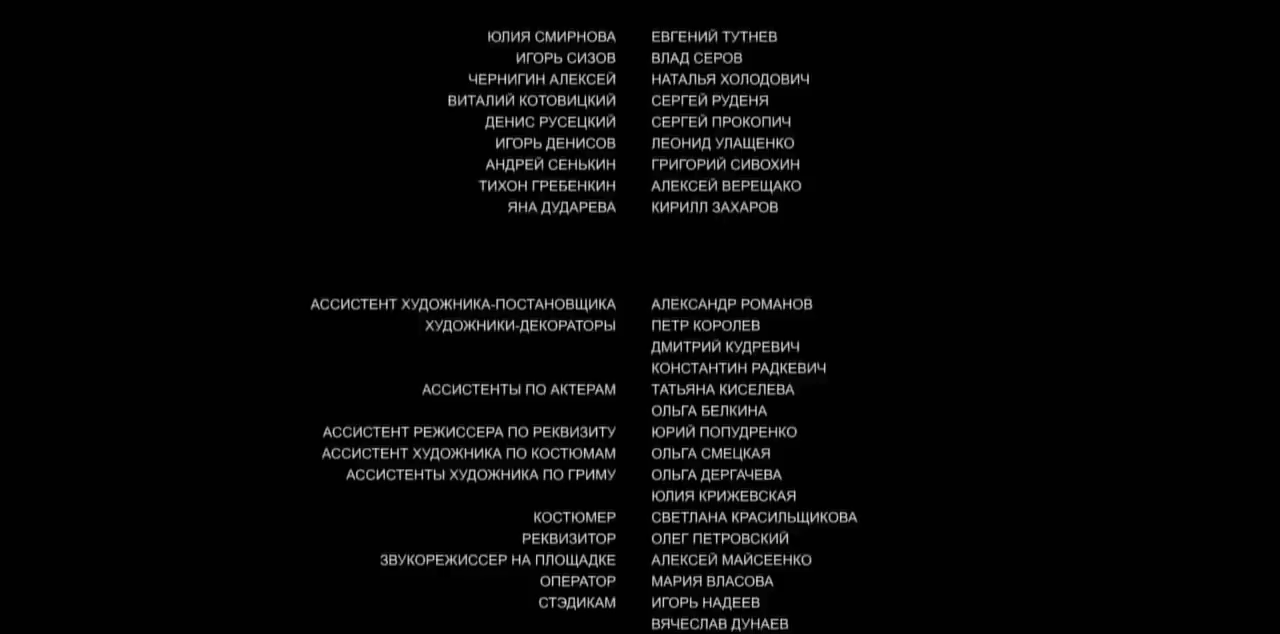 ЮЛИЯ СМИРНОВА ЕВГЕНИЙ ТУТНЕВ
ИГОРЬ СИЗОВ ВЛАД СЕРОВ
ЧЕРНИГИН АЛЕКСЕЙ НАТАЛЬЯ ХОЛОДОВИЧ
ВИТАЛИЙ КОТОВИЦКИЙ СЕРГЕЙ РУДЕНЯ
ДЕНИС РУСЕЦКИЙ СЕРГЕЙ ПРОКОПИЧ
ИГОРЬ ДЕНИСОВ ЛЕОНИД УЛАЩЕНКО
АНДРЕЙ СЕНЬКИН ГРИГОРИЙ СИВОХИН
ТИХОН ГРЕБЕНКИН АЛЕКСЕЙ ВЕРЕЩАКО
ЯНА ДУДАРЕВА КИРИЛЛ ЗАХАРОВ
АССИСТЕНТ ХУДОЖНИКА-ПОСТАНОВЩИКА АЛЕКСАНДР РОМАНОВ
ХУДОЖНИКИ-ДЕКОРАТОРЫ ПЕТР КОРОЛЕВ
ДМИТРИЙ КУДРЕВИЧ
КОНСТАНТИН РАДКЕВИЧ
АССИСТЕНТЫ ПО АКТЕРАМ ТАТЬЯНА КИСЕЛЕВА
ОЛЬГА БЕЛКИНА
АССИСТЕНТ РЕЖИССЕРА ПО РЕКВИЗИТУ ЮРИЙ ПОПУДРЕНКО
АССИСТЕНТ ХУДОЖНИКА ПО КОСТЮМАМ ОЛЬГА СМЕЦКАЯ
АССИСТЕНТЫ ХУДОЖНИКА ПО ГРИМУ ОЛЬГА ДЕРГАЧЕВА
ЮЛИЯ КРИЖЕВСКАЯ
КОСТЮМЕР СВЕТЛАНА КРАСИЛЬЩИКОВА
РЕКВИЗИТОР ОЛЕГ ПЕТРОВСКИЙ
ЗВУКОРЕЖИССЕР НА ПЛОЩАДКЕ АЛЕКСЕЙ МАЙСЕЕНКО
ОПЕРАТОР МАРИЯ ВЛАСОВА
СТЭДИКАМ ИГОРЬ НАДЕЕВ
ВЯЧЕСЛАВ ДУНАЕВ